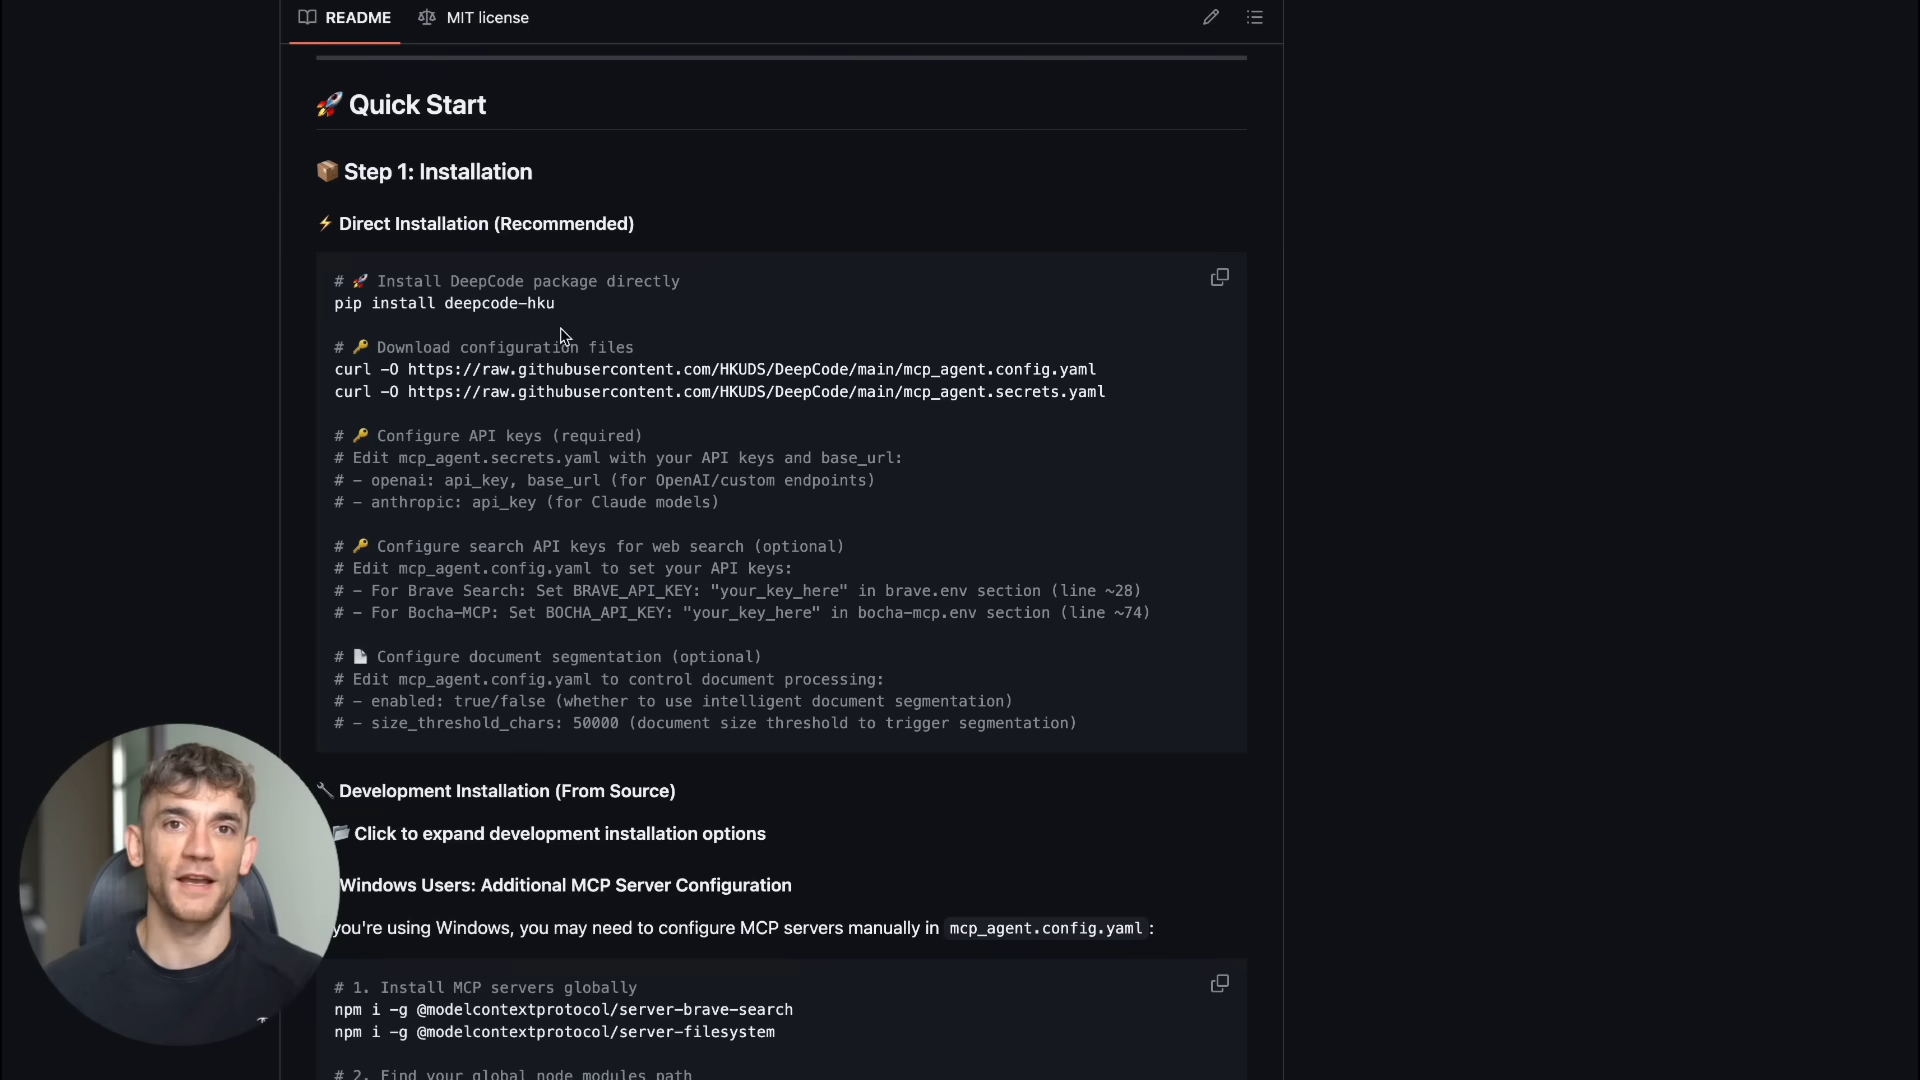 README
MIT license
🚀 Quick Start
📦 Step 1: Installation
⚡ Direct Installation (Recommended)
# 🚀 Install DeepCode package directly
pip install deepcode-hku
# 🔑 Download configuration files
curl -O https://raw.githubusercontent.com/HKUDS/DeepCode/main/mcp_agent.config.yaml
curl -O https://raw.githubusercontent.com/HKUDS/DeepCode/main/mcp_agent.secrets.yaml
# 🔑 Configure API keys (required)
# Edit mcp_agent.secrets.yaml with your API keys and base_url:
# - openai: api_key, base_url (for OpenAI/custom endpoints)
# - anthropic: api_key (for Claude models)
# 🔑 Configure search API keys for web search (optional)
# Edit mcp_agent.config.yaml to set your API keys:
# - For Brave Search: Set BRAVE_API_KEY: "your_key_here" in brave.env section (line ~28)
# - For Bocha-MCP: Set BOCHA_API_KEY: "your_key_here" in bocha-mcp.env section (line ~74)
# 📄 Configure document segmentation (optional)
# Edit mcp_agent.config.yaml to control document processing:
# - enabled: true/false (whether to use intelligent document segmentation)
# - size_threshold_chars: 50000 (document size threshold to trigger segmentation)
🔧 Development Installation (From Source)
📂 Click to expand development installation options
Windows Users: Additional MCP Server Configuration
you're using Windows, you may need to configure MCP servers manually in mcp_agent.config.yaml :
# 1. Install MCP servers globally
npm i -g @modelcontextprotocol/server-brave-search
npm i -g @modelcontextprotocol/server-filesystem
# 2. Find your global node modules path